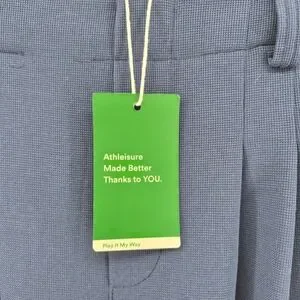 Athleisure
Made Better
Thanks to YOU.
Play It My Way